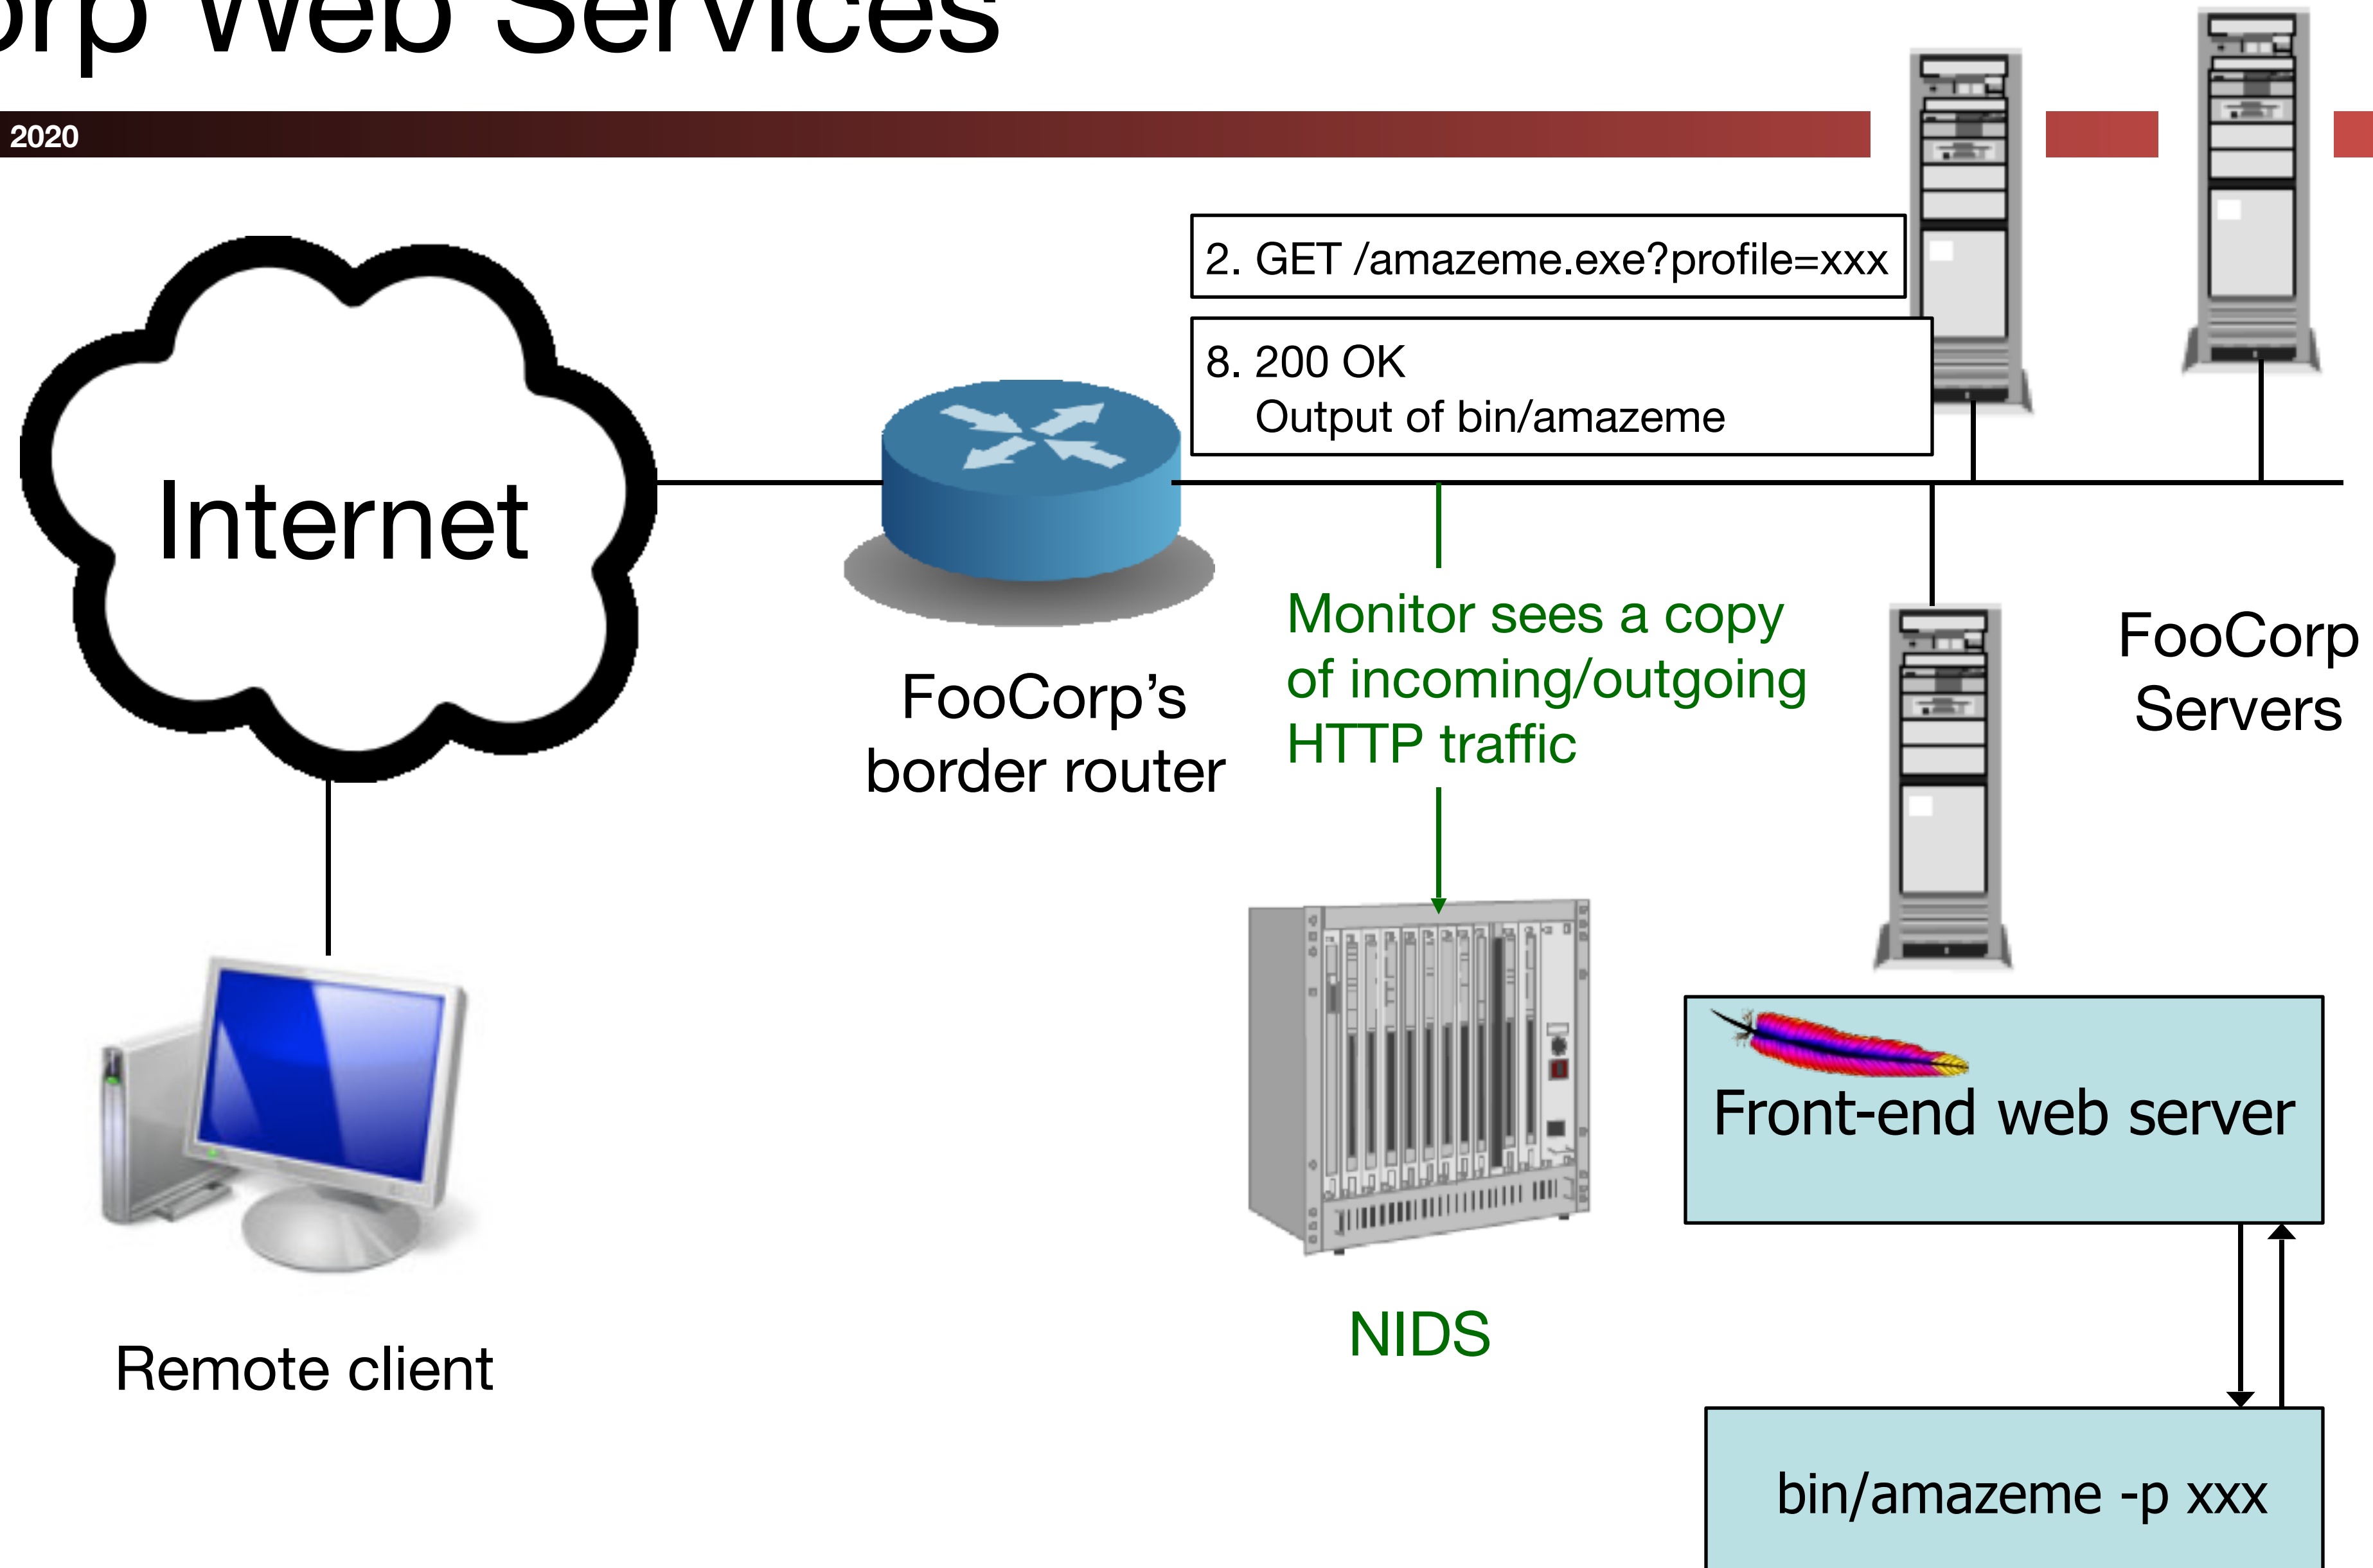 Web Services
2020
2. GET /amazeme.exe?profile=xxx
8. 200 OK
Output of bin/amazeme
Internet
FooCorp’s
border router
Monitor sees a copy
of incoming/outgoing
HTTP traffic
FooCorp
Servers
Front-end web server
NIDS
Remote client
bin/amazeme -p xxx